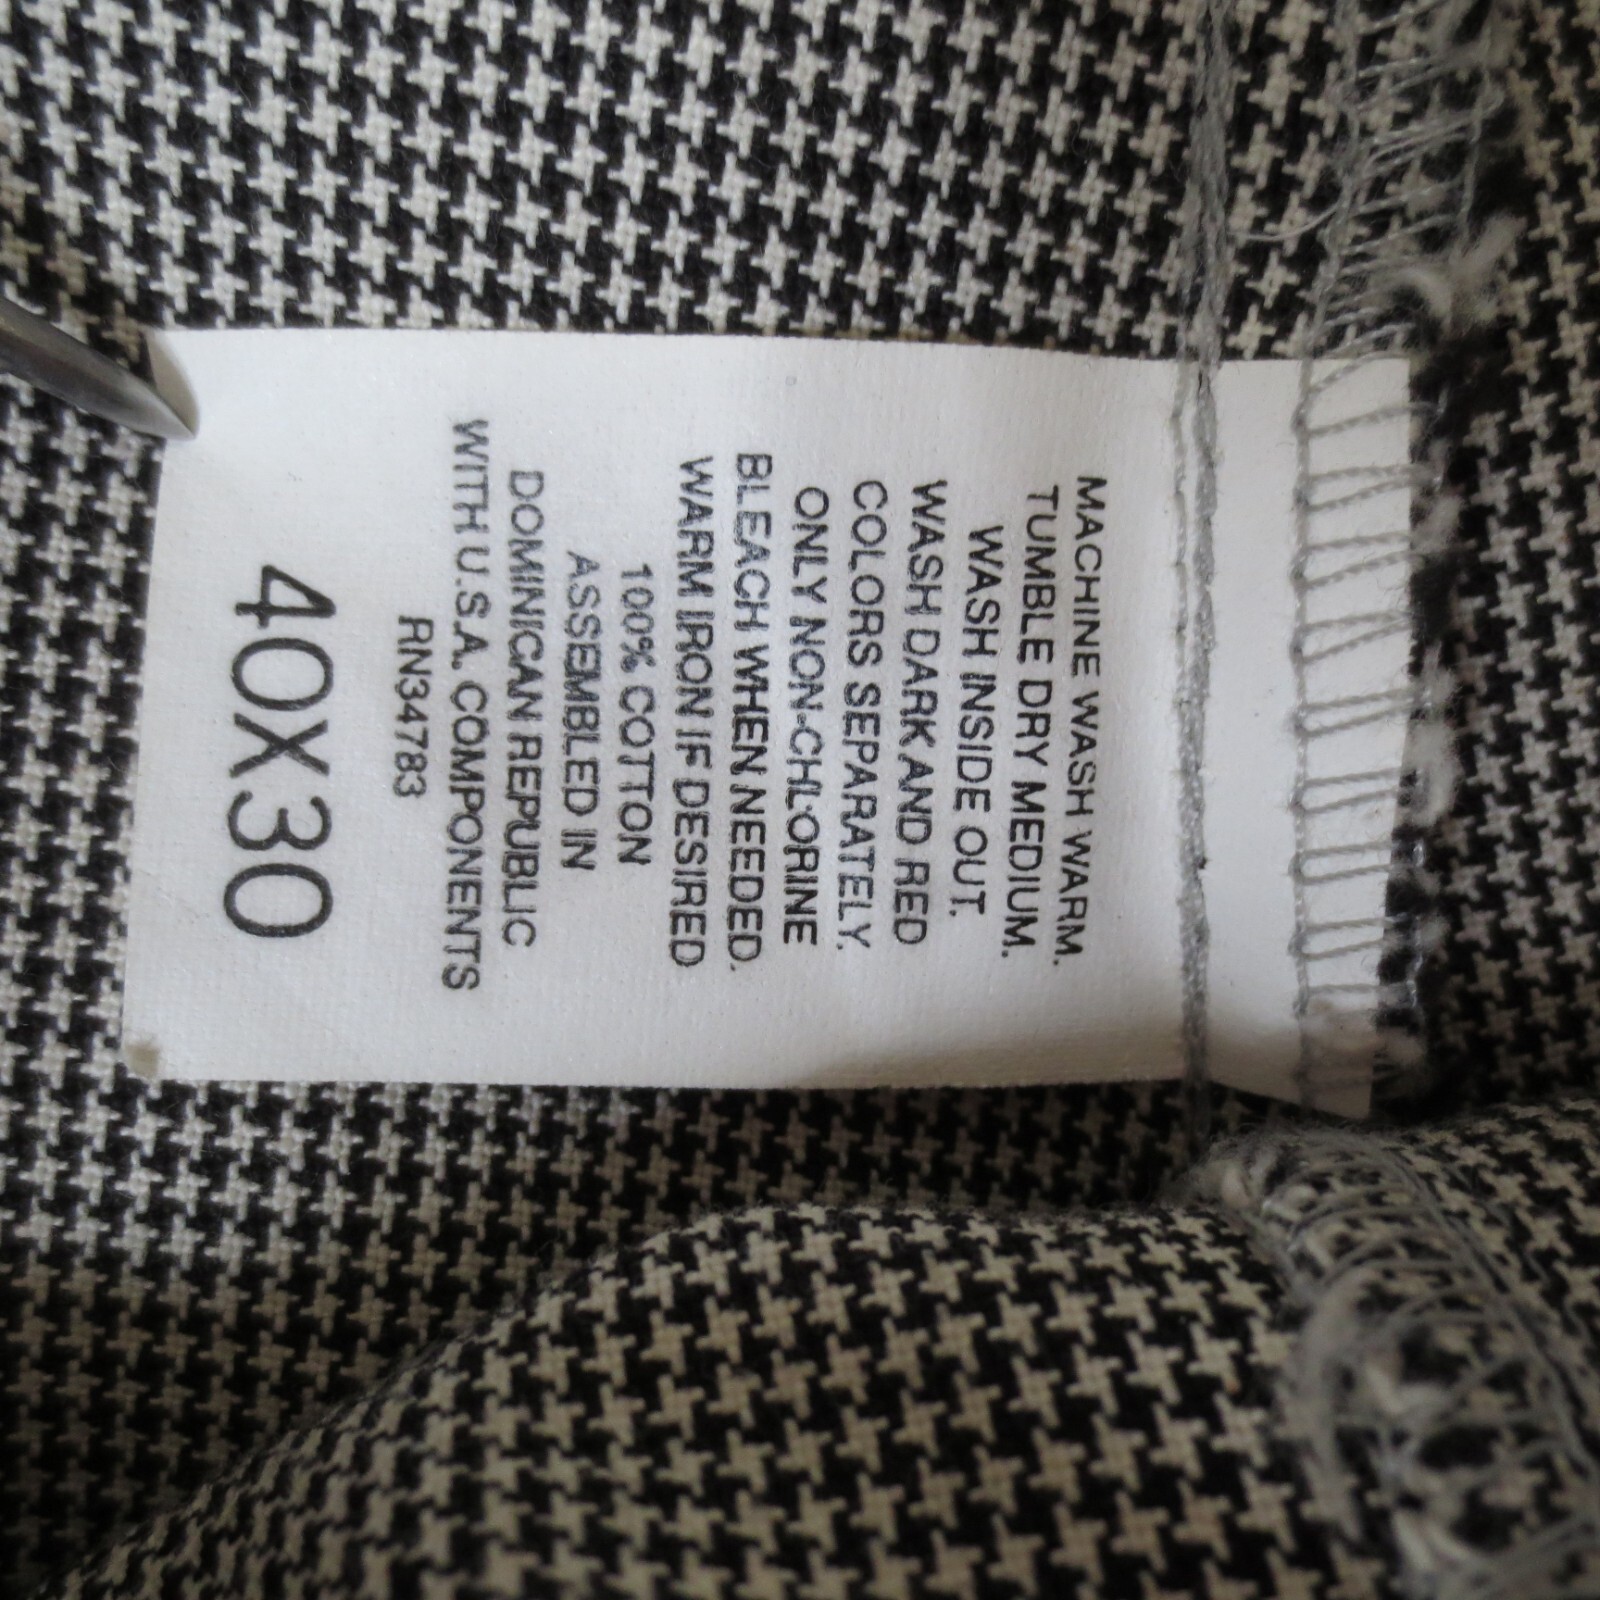 MACHINE WASH WARM.
TUMBLE DRY MEDIUM.
WASH INSIDE OUT.
WASH DARK AND RED
COLORS SEPARATELY.
ONLY NON-CHLORINE
BLEACH WHEN NEEDED.
WARM IRON IF DESIRED
100% COTTON
ASSEMBLED IN
DOMINICAN REPUBLIC
WITH U.S.A. COMPONENTS
RN34783
40X30